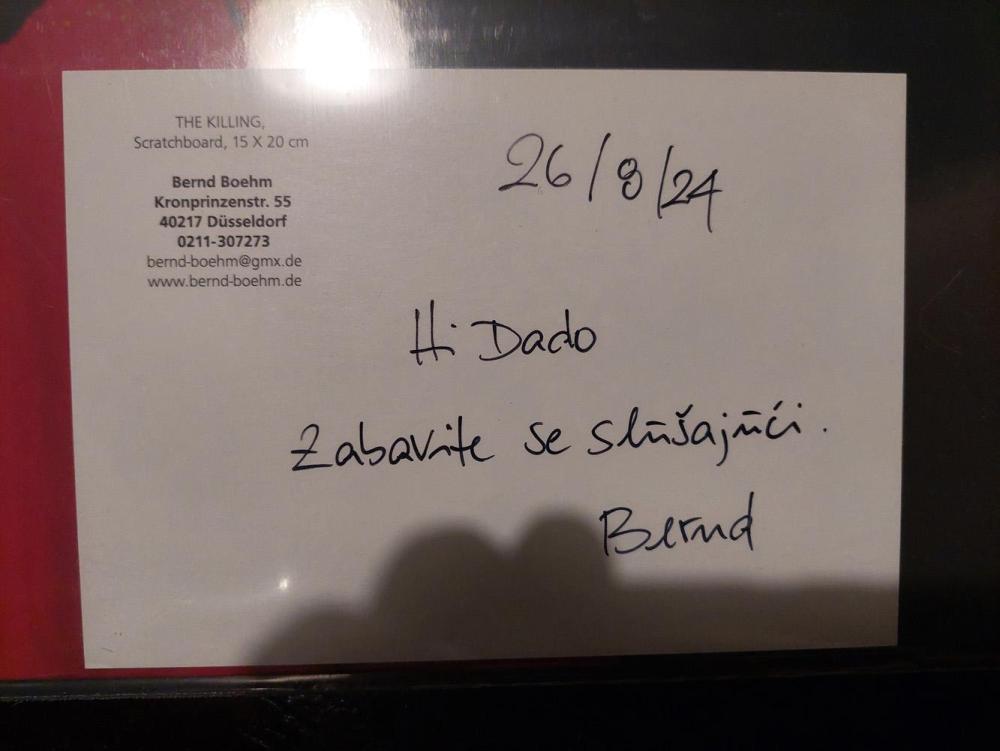 THE KILLING,
Scratchboard, 15 X 20 cm
Bernd Boehm
Kronprinzenstr. 55
40217 Düsseldorf
0211-307273
bernd-boehm@gmx.de
www.bernd-boehm.de
26/8/24
Hi Dado
Zabavite se slūšajūći.
Bernd